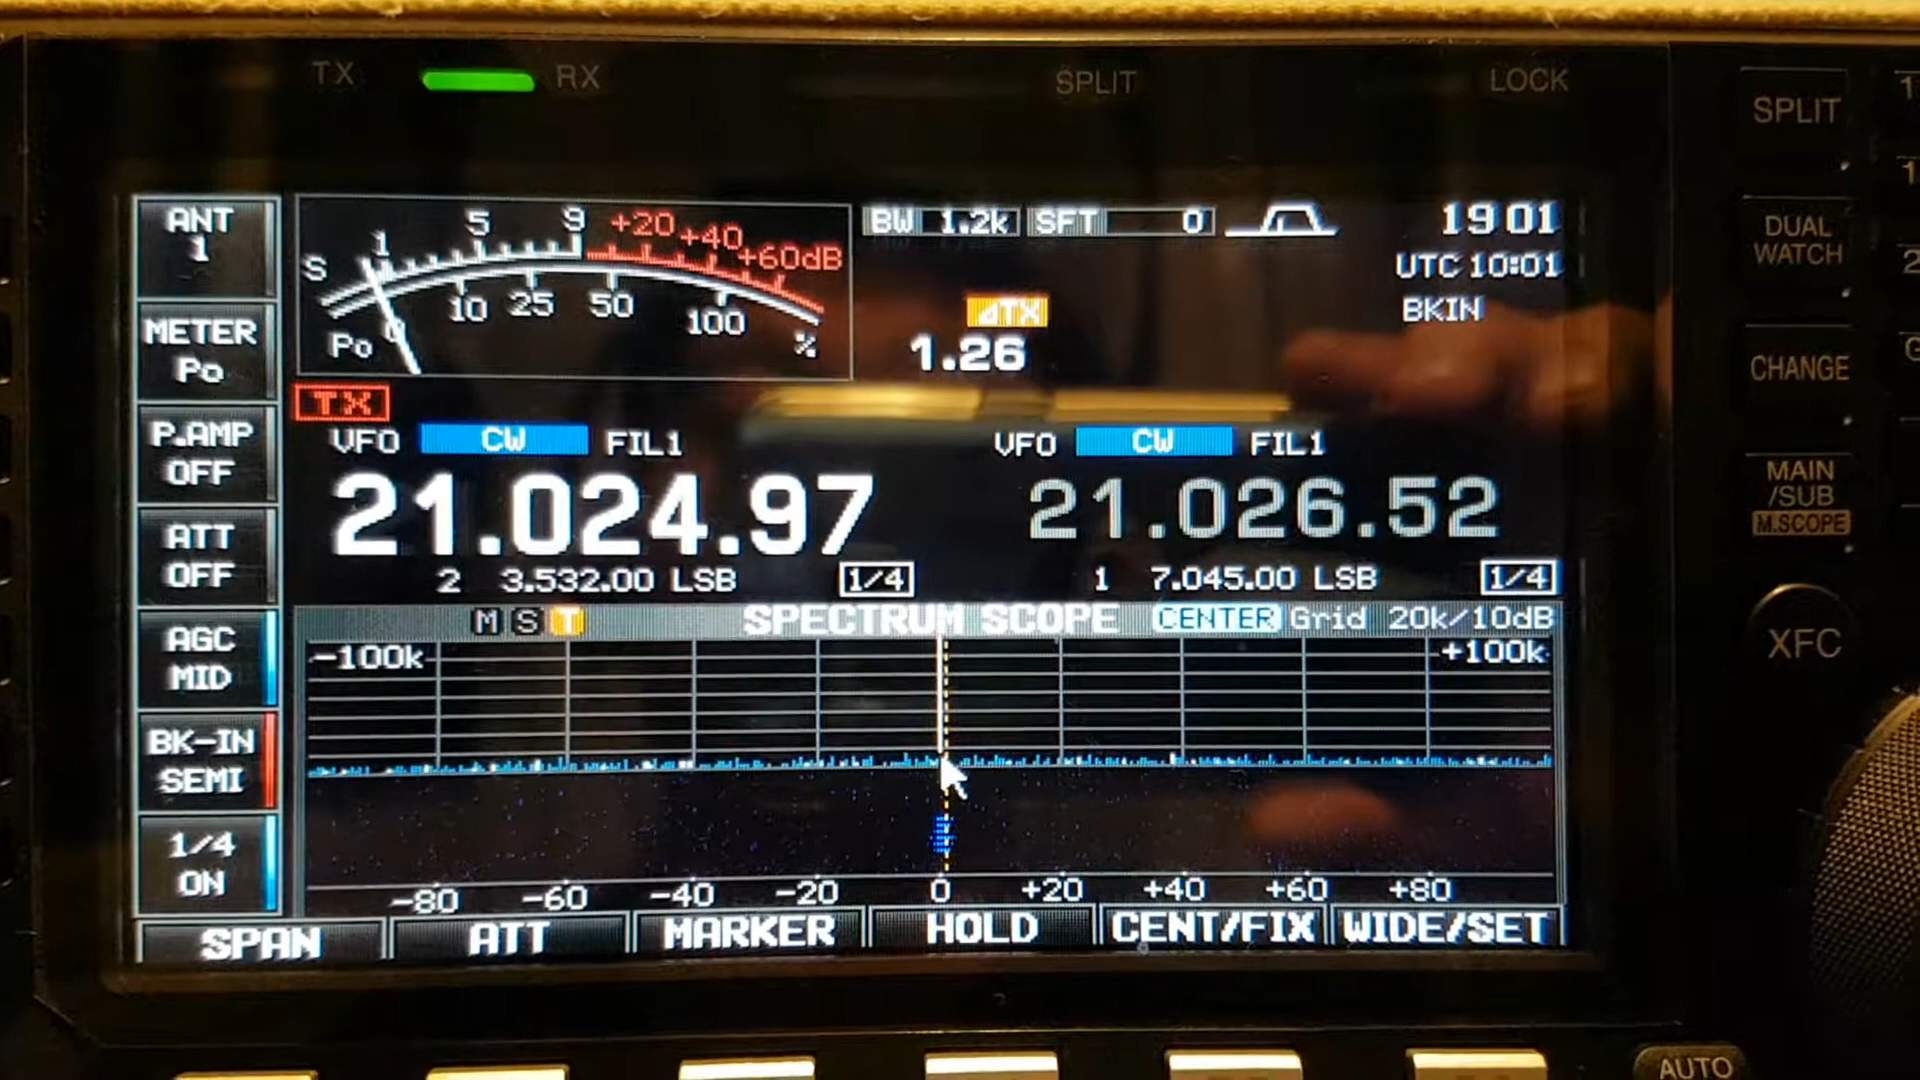 TX RX SPLIT LOCK
ANT
1
METER
Po
P.AMP
OFF
ATT
OFF
AGC
MID
BK-IN
SEMI
1/4
ON
S 1 5 9 +20 +40 +60dB
Po 0 10 25 50 100 %
BW 1.2k SFT 0
19 01
UTC 10:01
BKIN
⊿TX
1.26
TX
VFO CW FIL1
21.024.97
2 3.532.00 LSB 1/4
VFO CW FIL1
21.026.52
1 7.045.00 LSB 1/4
M S T SPECTRUM SCOPE CENTER Grid 20k/10dB
-100k +100k
-80 -60 -40 -20 0 +20 +40 +60 +80
SPAN ATT MARKER HOLD CENT/FIX WIDE/SET
SPLIT
DUAL
WATCH
CHANGE
MAIN
/SUB
M.SCOPE
XFC
AUTO